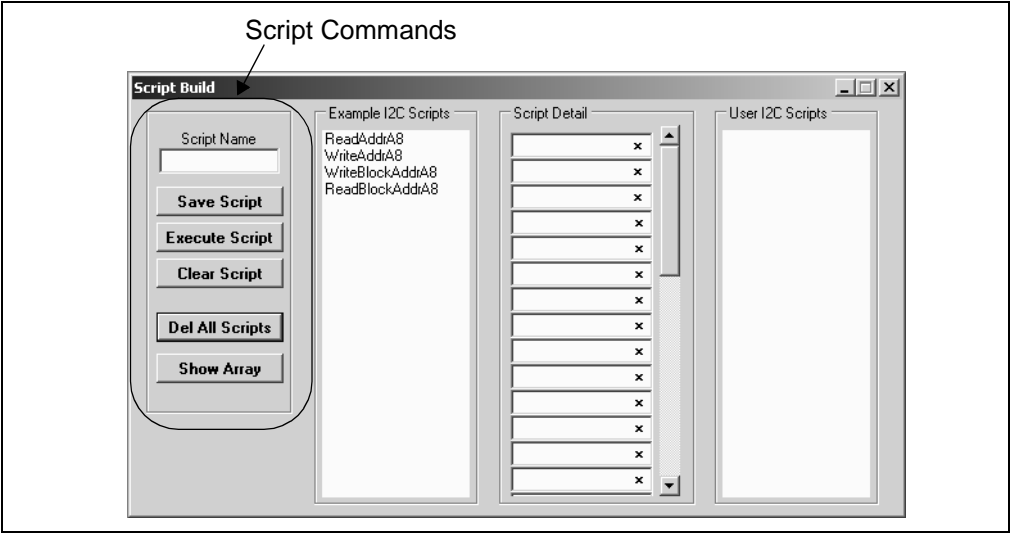 Script Commands
Script Build
Script Name
Save Script
Execute Script
Clear Script
Del All Scripts
Show Array
Example I2C Scripts
ReadAddrA8
WriteAddrA8
WriteBlockAddrA8
ReadBlockAddrA8
Script Detail
x
x
x
x
x
x
x
x
x
x
x
x
x
x
User I2C Scripts